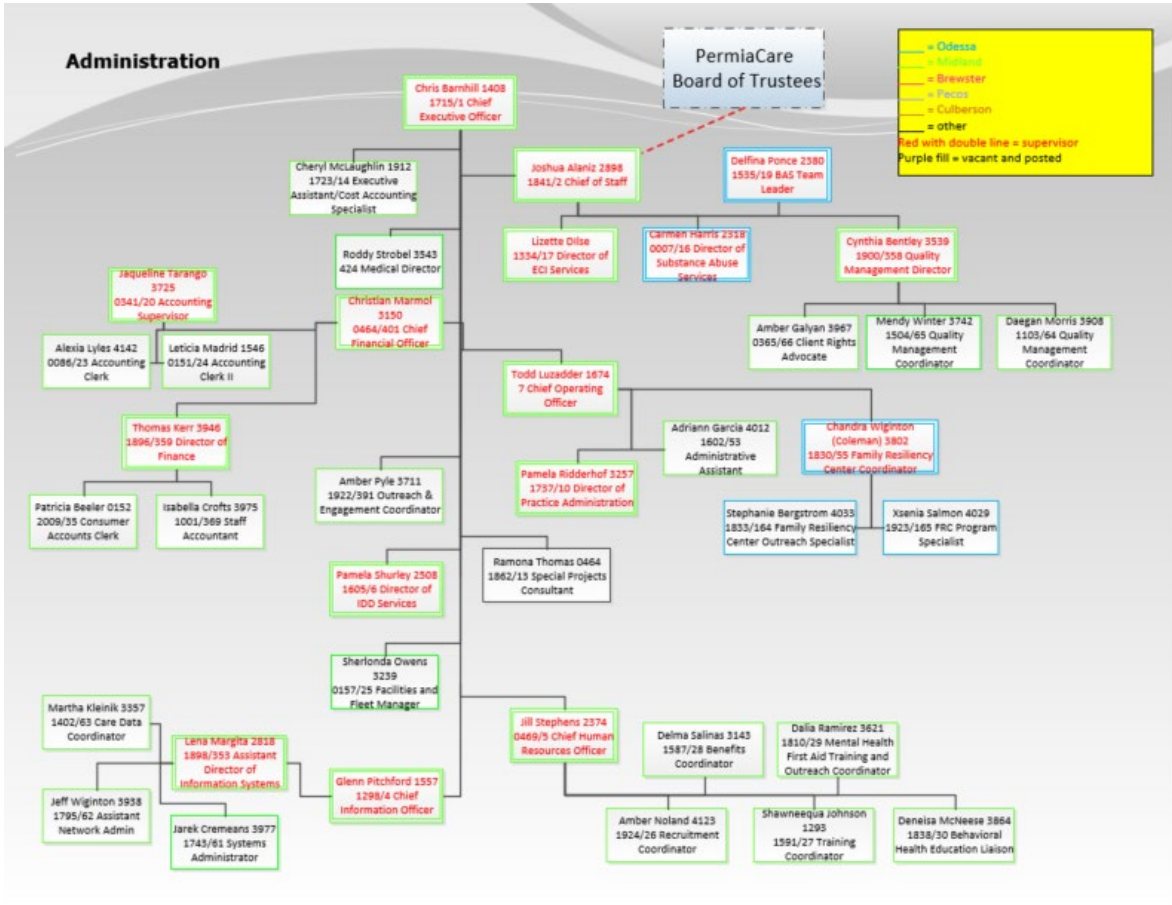 Administration
PermiaCare
Board of Trustees
____ = Odessa
____ = Midland
____ = Brewster
____ = Pecos
____ = Culberson
____ = other
Red with double line = supervisor
Purple fill = vacant and posted
Chris Barnhill 1408
1715/1 Chief
Executive Officer
Cheryl McLaughlin 1912
1723/14 Executive
Assistant/Cost Accounting
Specialist
Joshua Alaniz 2898
1841/2 Chief of Staff
Delfina Ponce 2380
1535/19 BAS Team
Leader
Lizette Dilse
1334/17 Director of
ECI Services
Carmen Harris 2318
0007/16 Director of
Substance Abuse
Services
Cynthia Bentley 3539
1900/358 Quality
Management Director
Roddy Strobel 3543
424 Medical Director
Jaqueline Tarango
3725
0341/20 Accounting
Supervisor
Christian Marmol
3150
0464/401 Chief
Financial Officer
Amber Galyan 3967
0365/66 Client Rights
Advocate
Mendy Winter 3742
1504/65 Quality
Management
Coordinator
Daegan Morris 3908
1103/64 Quality
Management
Coordinator
Alexia Lyles 4142
0086/23 Accounting
Clerk
Leticia Madrid 1546
0151/24 Accounting
Clerk II
Todd Luzadder 1674
7 Chief Operating
Officer
Thomas Kerr 3946
1896/359 Director of
Finance
Adriann Garcia 4012
1602/53
Administrative
Assistant
Chandra Wiginton
(Coleman) 3802
1830/55 Family Resiliency
Center Coordinator
Pamela Ridderhof 3257
1737/10 Director of
Practice Administration
Amber Pyle 3711
1922/391 Outreach &
Engagement Coordinator
Patricia Beeler 0152
2009/35 Consumer
Accounts Clerk
Isabella Crofts 3975
1001/369 Staff
Accountant
Stephanie Bergstrom 4033
1833/164 Family Resiliency
Center Outreach Specialist
Xsenia Salmon 4029
1923/165 FRC Program
Specialist
Ramona Thomas 0464
1862/13 Special Projects
Consultant
Pamela Shurley 2508
1605/6 Director of
IDD Services
Sherlonda Owens
3239
0157/25 Facilities and
Fleet Manager
Martha Kleinik 3357
1402/63 Care Data
Coordinator
Lena Margita 2818
1898/353 Assistant
Director of
Information Systems
Glenn Pitchford 1557
1298/4 Chief
Information Officer
Jeff Wiginton 3938
1795/62 Assistant
Network Admin
Jarek Cremeans 3977
1743/61 Systems
Administrator
Jill Stephens 2374
0469/5 Chief Human
Resources Officer
Delma Salinas 3143
1587/28 Benefits
Coordinator
Dalia Ramirez 3621
1810/29 Mental Health
First Aid Training and
Outreach Coordinator
Amber Noland 4123
1924/26 Recruitment
Coordinator
Shawneequa Johnson
1293
1591/27 Training
Coordinator
Deneisa McNeese 3864
1838/30 Behavioral
Health Education Liaison